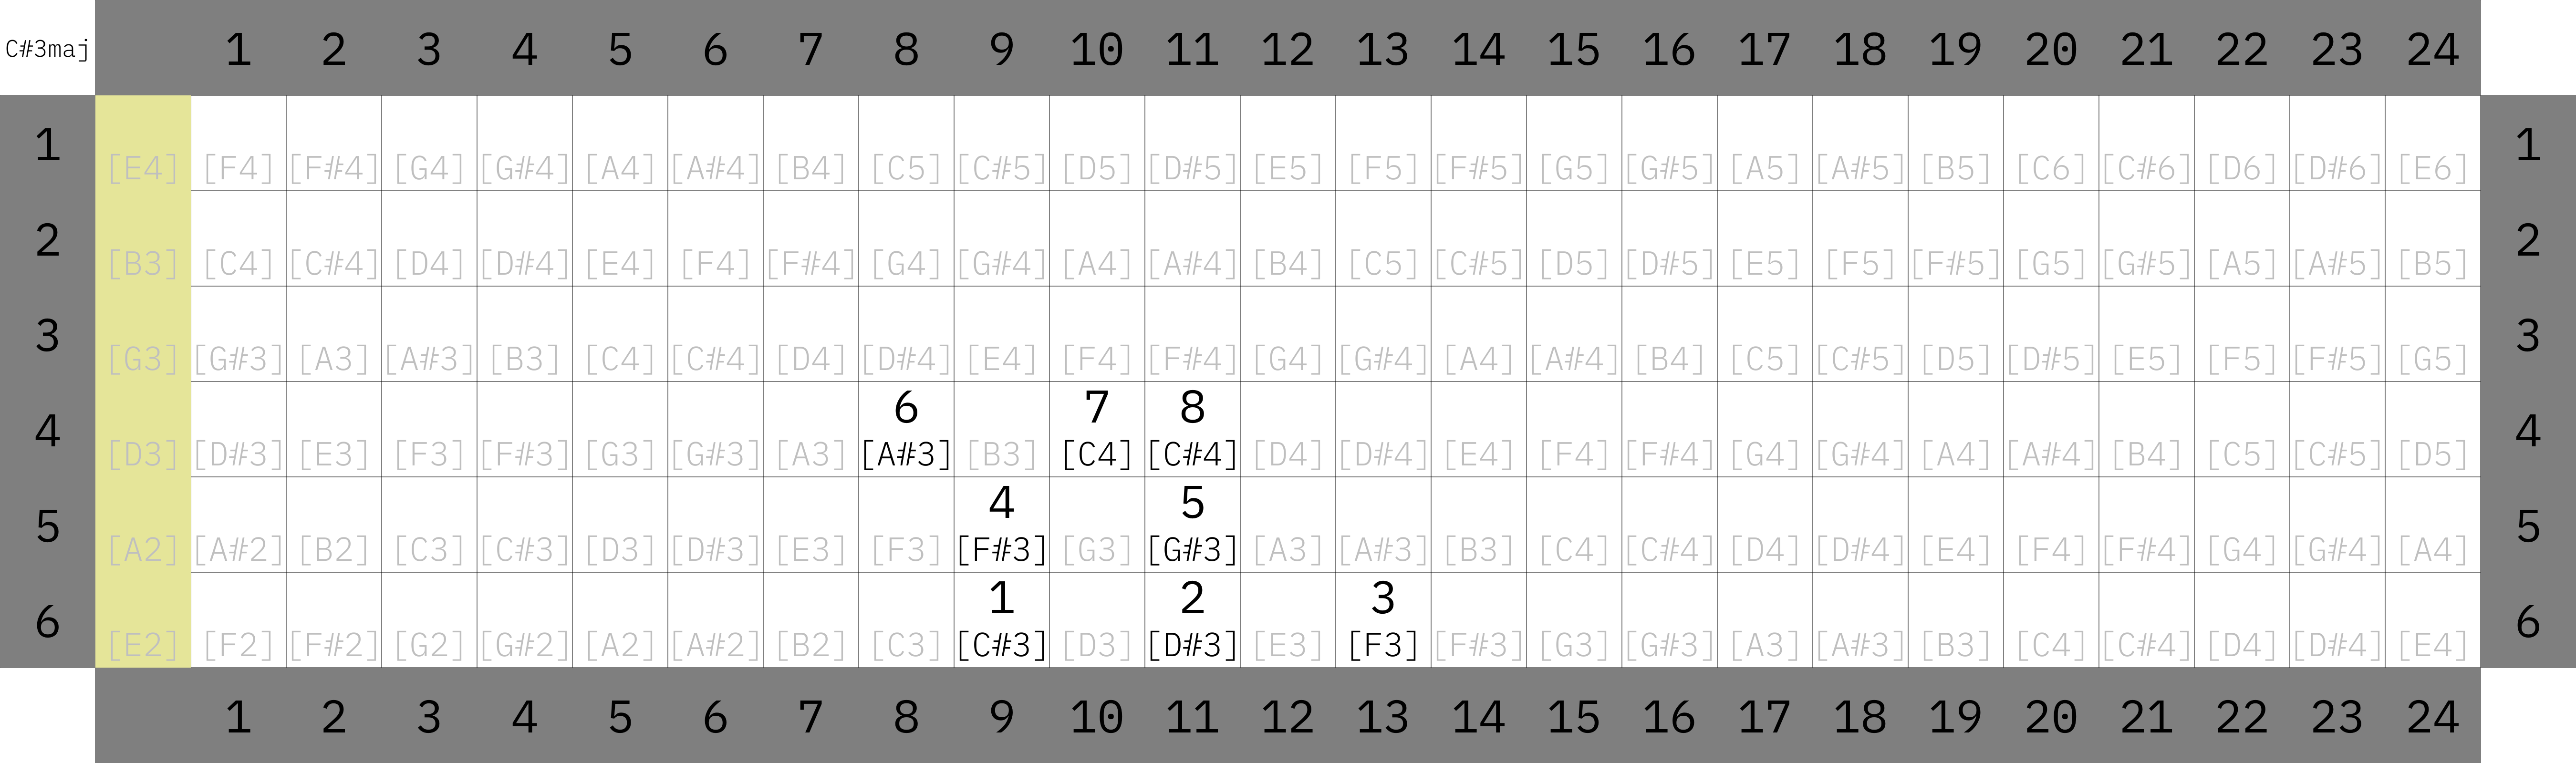 C#3maj 1 2 3 4 5 6 7 8 9 10 11 12 13 14 15 16 17 18 19 20 21 22 23 24
1 [E4] [F4] [F#4] [G4] [G#4] [A4] [A#4] [B4] [C5] [C#5] [D5] [D#5] [E5] [F5] [F#5] [G5] [G#5] [A5] [A#5] [B5] [C6] [C#6] [D6] [D#6] [E6] 1
2 [B3] [C4] [C#4] [D4] [D#4] [E4] [F4] [F#4] [G4] [G#4] [A4] [A#4] [B4] [C5] [C#5] [D5] [D#5] [E5] [F5] [F#5] [G5] [G#5] [A5] [A#5] [B5] 2
3 [G3] [G#3] [A3] [A#3] [B3] [C4] [C#4] [D4] [D#4] [E4] [F4] [F#4] [G4] [G#4] [A4] [A#4] [B4] [C5] [C#5] [D5] [D#5] [E5] [F5] [F#5] [G5] 3
6 7 8
4 [D3] [D#3] [E3] [F3] [F#3] [G3] [G#3] [A3] [A#3] [B3] [C4] [C#4] [D4] [D#4] [E4] [F4] [F#4] [G4] [G#4] [A4] [A#4] [B4] [C5] [C#5] [D5] 4
4 5
5 [A2] [A#2] [B2] [C3] [C#3] [D3] [D#3] [E3] [F3] [F#3] [G3] [G#3] [A3] [A#3] [B3] [C4] [C#4] [D4] [D#4] [E4] [F4] [F#4] [G4] [G#4] [A4] 5
1 2 3
6 [E2] [F2] [F#2] [G2] [G#2] [A2] [A#2] [B2] [C3] [C#3] [D3] [D#3] [E3] [F3] [F#3] [G3] [G#3] [A3] [A#3] [B3] [C4] [C#4] [D4] [D#4] [E4] 6
1 2 3 4 5 6 7 8 9 10 11 12 13 14 15 16 17 18 19 20 21 22 23 24